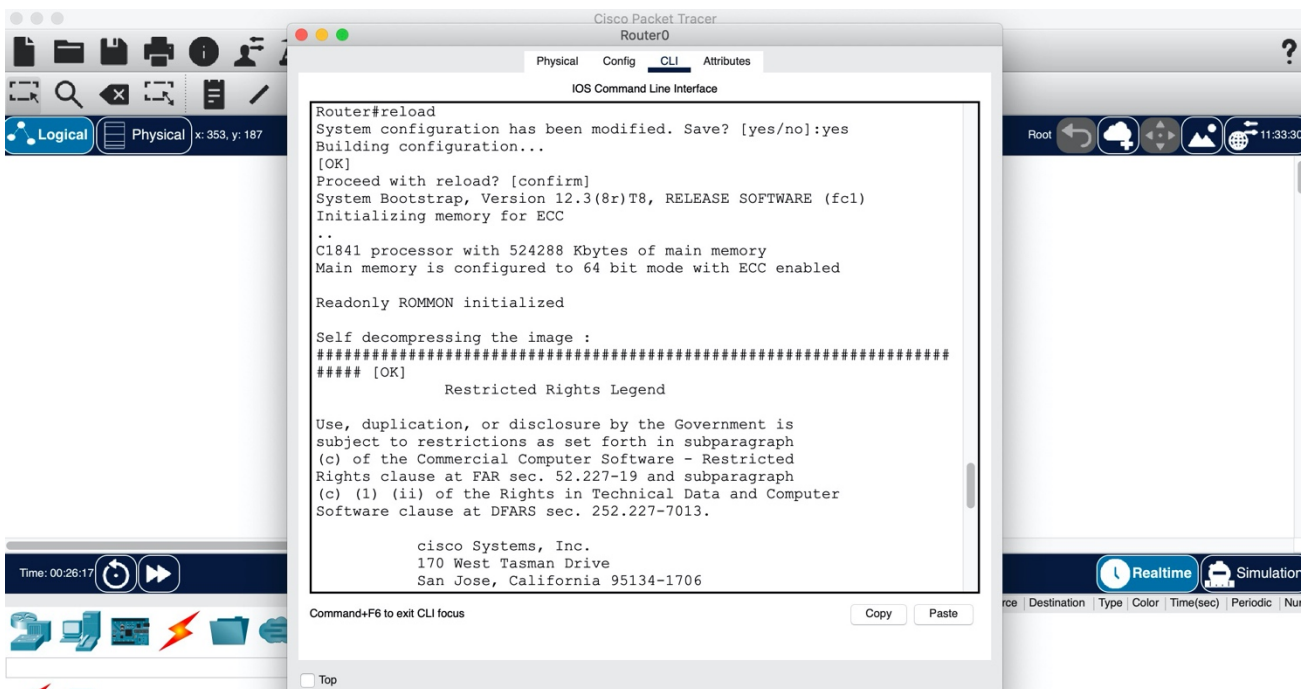 Cisco Packet Tracer
Router0
Physical Config CLI Attributes
IOS Command Line Interface
Logical Physical x: 353, y: 187
Root 11:33:30
Router#reload
System configuration has been modified. Save? [yes/no]:yes
Building configuration...
[OK]
Proceed with reload? [confirm]
System Bootstrap, Version 12.3(8r)T8, RELEASE SOFTWARE (fc1)
Initializing memory for ECC
..
C1841 processor with 524288 Kbytes of main memory
Main memory is configured to 64 bit mode with ECC enabled
Readonly ROMMON initialized
Self decompressing the image :
#####################################################################
##### [OK]
Restricted Rights Legend
Use, duplication, or disclosure by the Government is
subject to restrictions as set forth in subparagraph
(c) of the Commercial Computer Software - Restricted
Rights clause at FAR sec. 52.227-19 and subparagraph
(c) (1) (ii) of the Rights in Technical Data and Computer
Software clause at DFARS sec. 252.227-7013.
cisco Systems, Inc.
170 West Tasman Drive
San Jose, California 95134-1706
Command+F6 to exit CLI focus
Copy Paste
Top
Time: 00:26:17
Realtime Simulation
rce Destination Type Color Time(sec) Periodic Nu